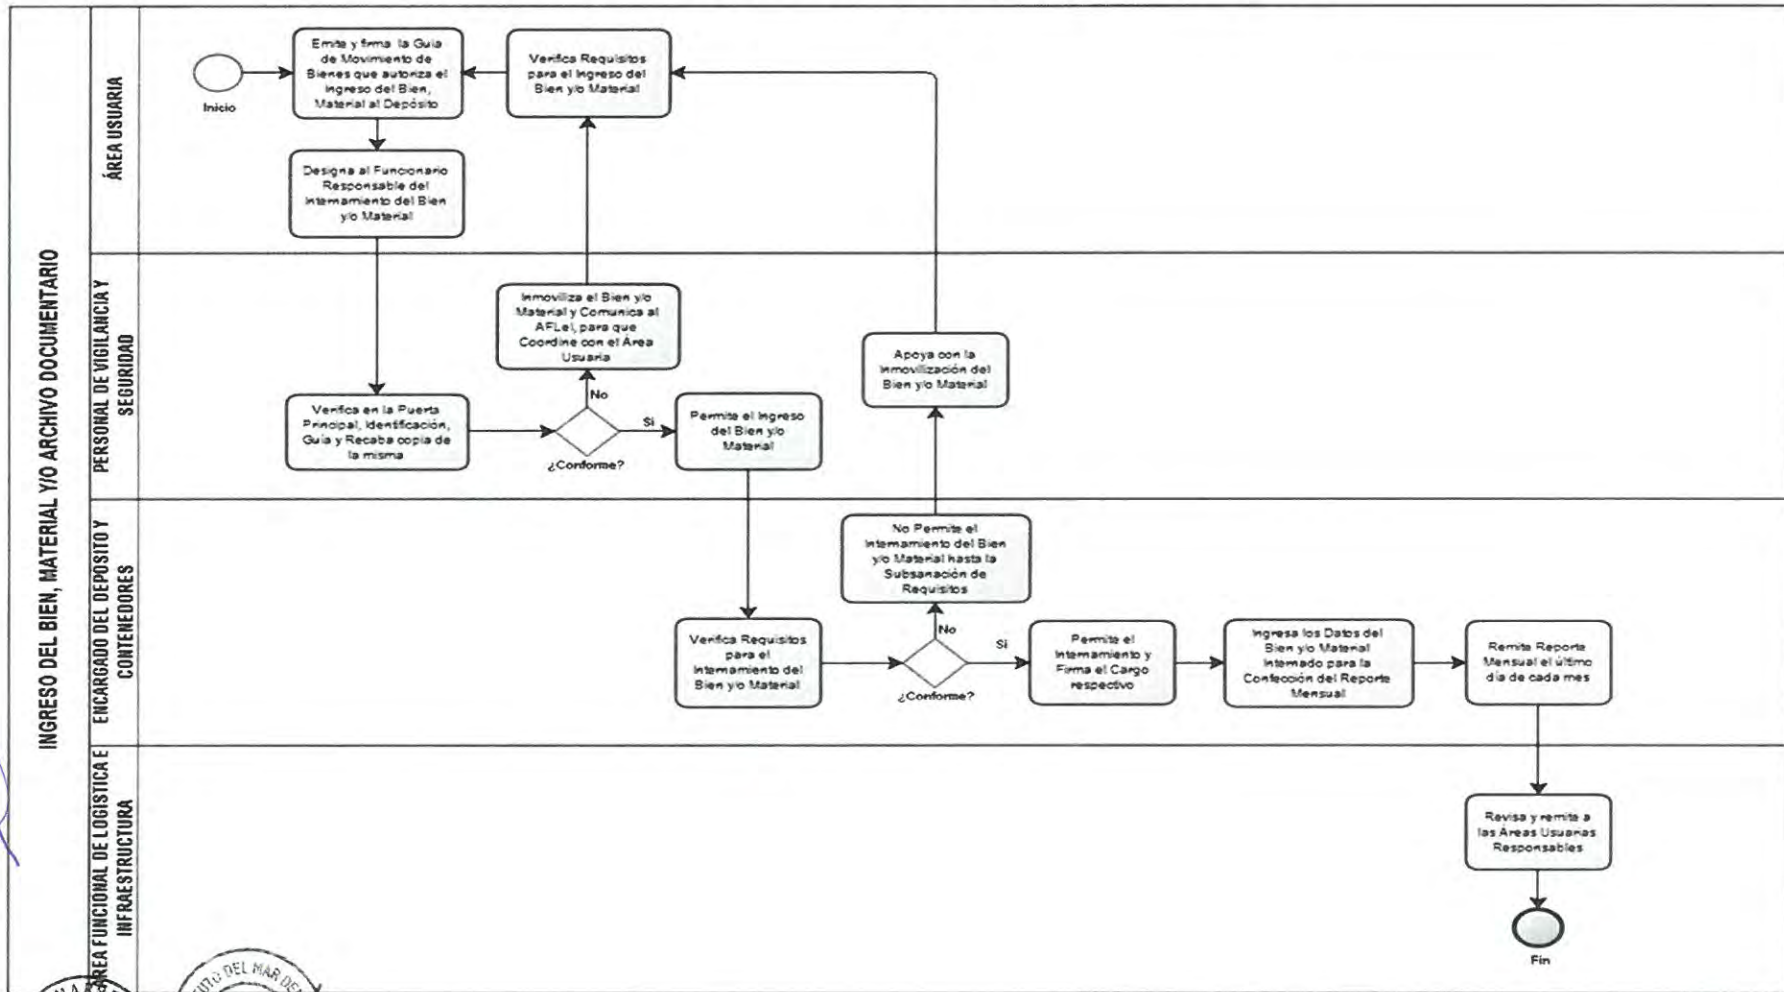 INGRESO DEL BIEN, MATERIAL Y/O ARCHIVO DOCUMENTARIO
ÁREA USUARIA
Inicio
Emite y firma la Guia
de Movimiento de
Bienes que autoriza el
Ingreso del Bien,
Material al Depósito
Verifica Requisitos
para el Ingreso del
Bien y/o Material
Designa al Funcionario
Responsable del
Internamiento del Bien
y/o Material
PERSONAL DE VIGILANCIA Y
SEGURIDAD
Inmoviliza el Bien y/o
Material y Comunica al
AFLeI, para que
Coordine con el Área
Usuaria
Apoya con la
Inmovilización del
Bien y/o Material
Verifica en la Puerta
Principal, Identificación,
Guía y Recaba copia de
la misma
No
¿Conforme?
Si
Permite el Ingreso
del Bien y/o
Material
ENCARGADO DEL DEPOSITO Y
CONTENEDORES
No Permite el
Internamiento del Bien
y/o Material hasta la
Subsanación de
Requisitos
Verifica Requisitos
para el
Internamiento del
Bien y/o Material
No
¿Conforme?
Si
Permite el
Internamiento y
Firma el Cargo
respectivo
Ingresa los Datos del
Bien y/o Material
Internado para la
Confección del Reporte
Mensual
Remite Reporte
Mensual el último
día de cada mes
AREA FUNCIONAL DE LOGISTICA E
INFRAESTRUCTURA
Revisa y remite a
las Áreas Usuarias
Responsables
Fin
DEL MAR